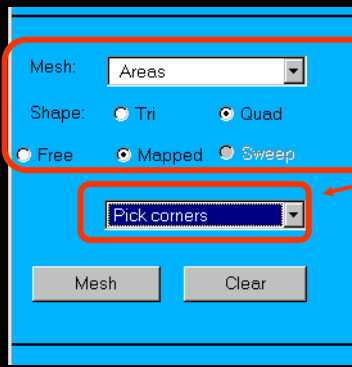 Mesh: Areas
Shape: Tri Quad
Free Mapped Sweep
Pick corners
Mesh Clear